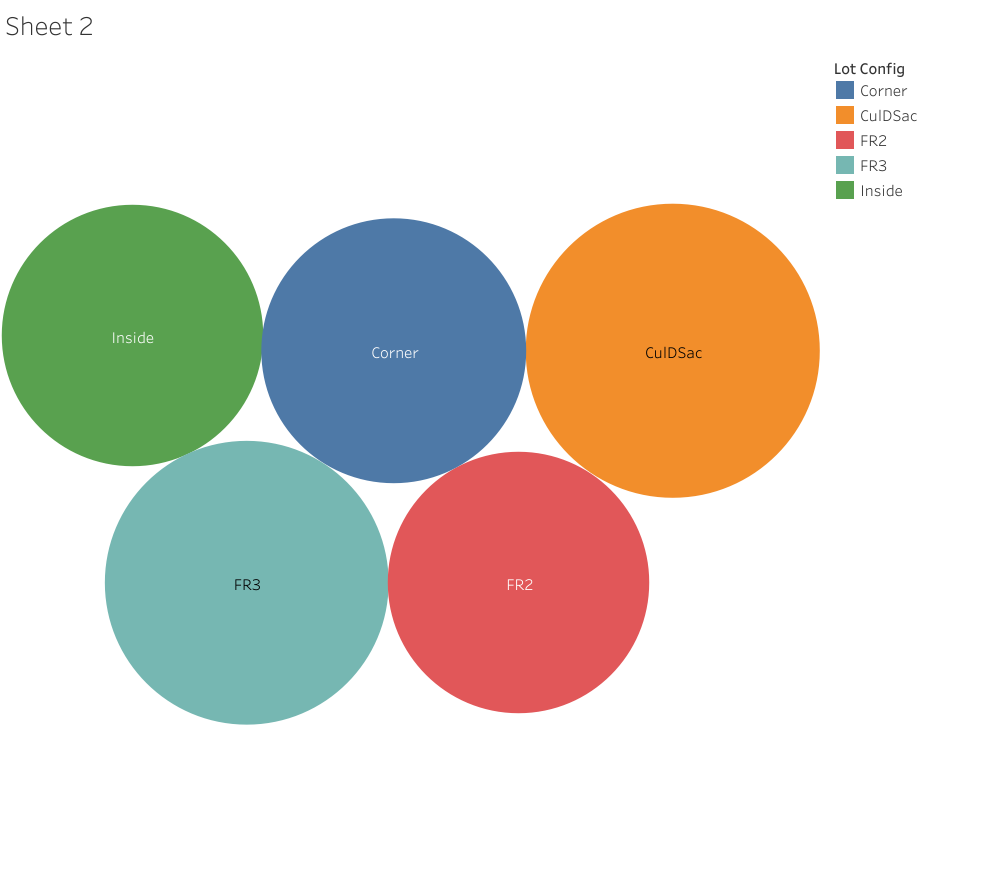 Sheet 2
Lot Config
Corner
CulDSac
FR2
FR3
Inside
Inside
Corner
CulDSac
FR3
FR2